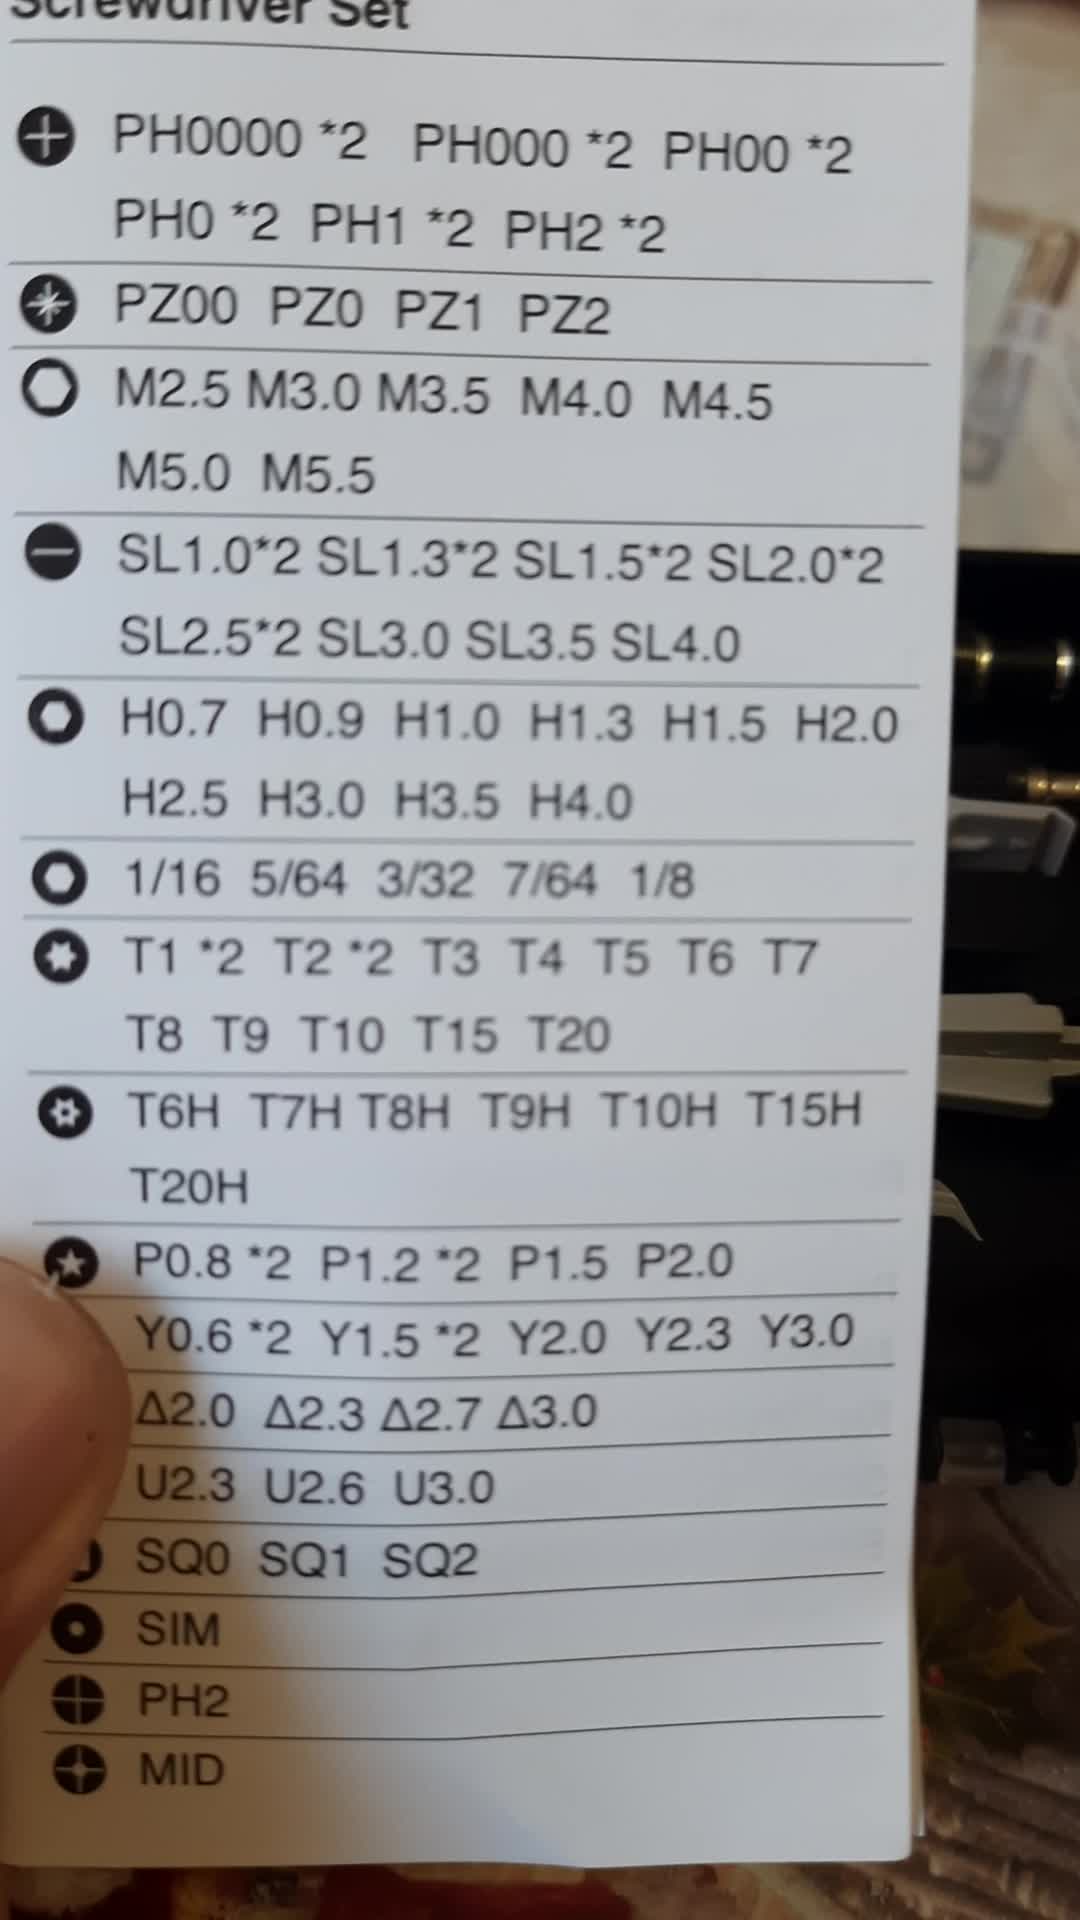 Screwdriver Set
PH0000 *2 PH000 *2 PH00 *2
PH0 *2 PH1 *2 PH2 *2
PZ00 PZ0 PZ1 PZ2
M2.5 M3.0 M3.5 M4.0 M4.5
M5.0 M5.5
SL1.0*2 SL1.3*2 SL1.5*2 SL2.0*2
SL2.5*2 SL3.0 SL3.5 SL4.0
H0.7 H0.9 H1.0 H1.3 H1.5 H2.0
H2.5 H3.0 H3.5 H4.0
1/16 5/64 3/32 7/64 1/8
T1 *2 T2 *2 T3 T4 T5 T6 T7
T8 T9 T10 T15 T20
T6H T7H T8H T9H T10H T15H
T20H
P0.8 *2 P1.2 *2 P1.5 P2.0
Y0.6 *2 Y1.5 *2 Y2.0 Y2.3 Y3.0
Δ2.0 Δ2.3 Δ2.7 Δ3.0
U2.3 U2.6 U3.0
SQ0 SQ1 SQ2
SIM
PH2
MID